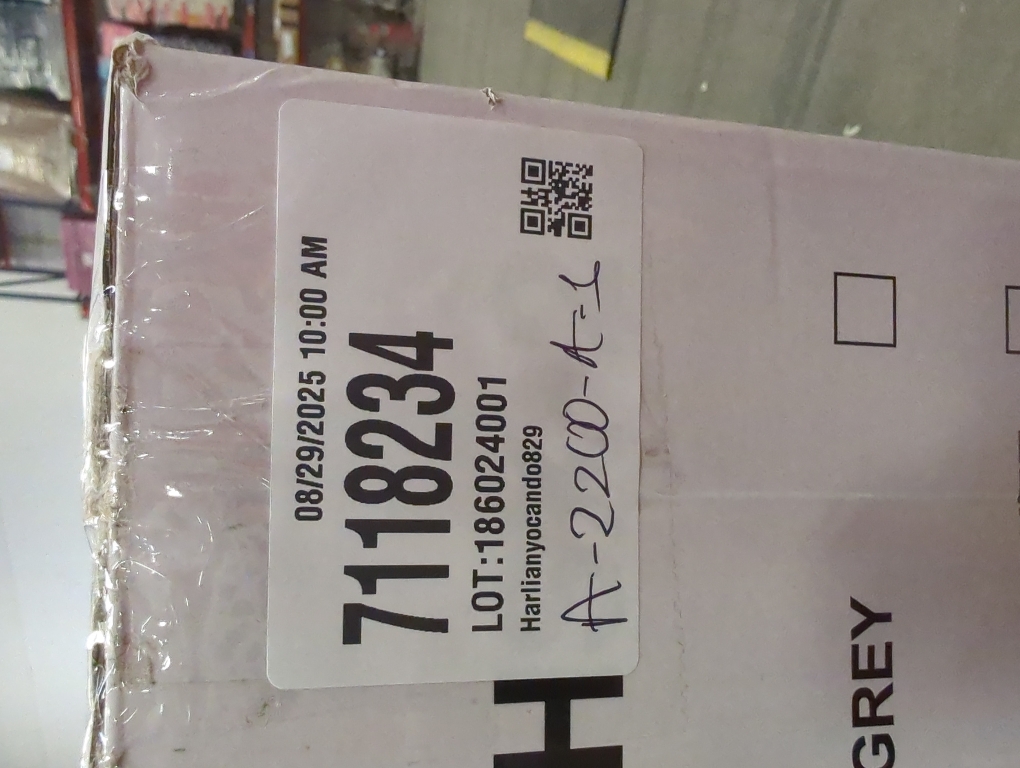 08/29/2025 10:00 AM
7118234
LOT:186024001
Harlianyocando829
A-2200-A-1
H
GREY